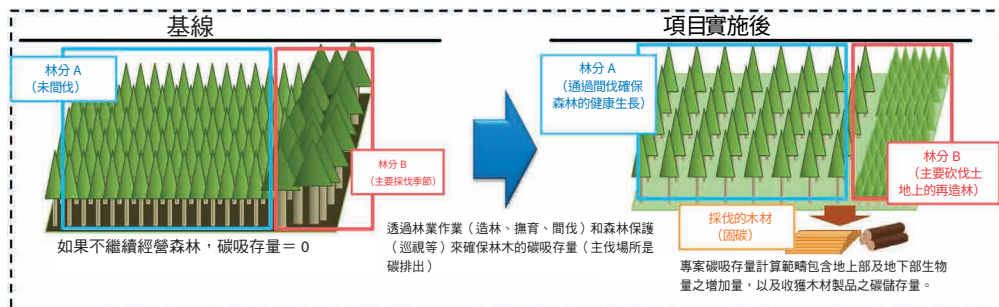 基線
項目實施後
林分 A
（未間伐）
林分 B
（主要採伐季節）
如果不繼續經營森林，碳吸存量＝ 0
透過林業作業（造林、撫育、間伐）和森林保護
（巡視等）來確保林木的碳吸存量（主伐場所是
碳排出）
林分 A
（通過間伐確保
森林的健康生長）
林分 B
（主要砍伐土
地上的再造林）
採伐的木材
（固碳）
專案碳吸存量計算範疇包含地上部及地下部生物
量之增加量，以及收獲木材製品之碳儲存量。